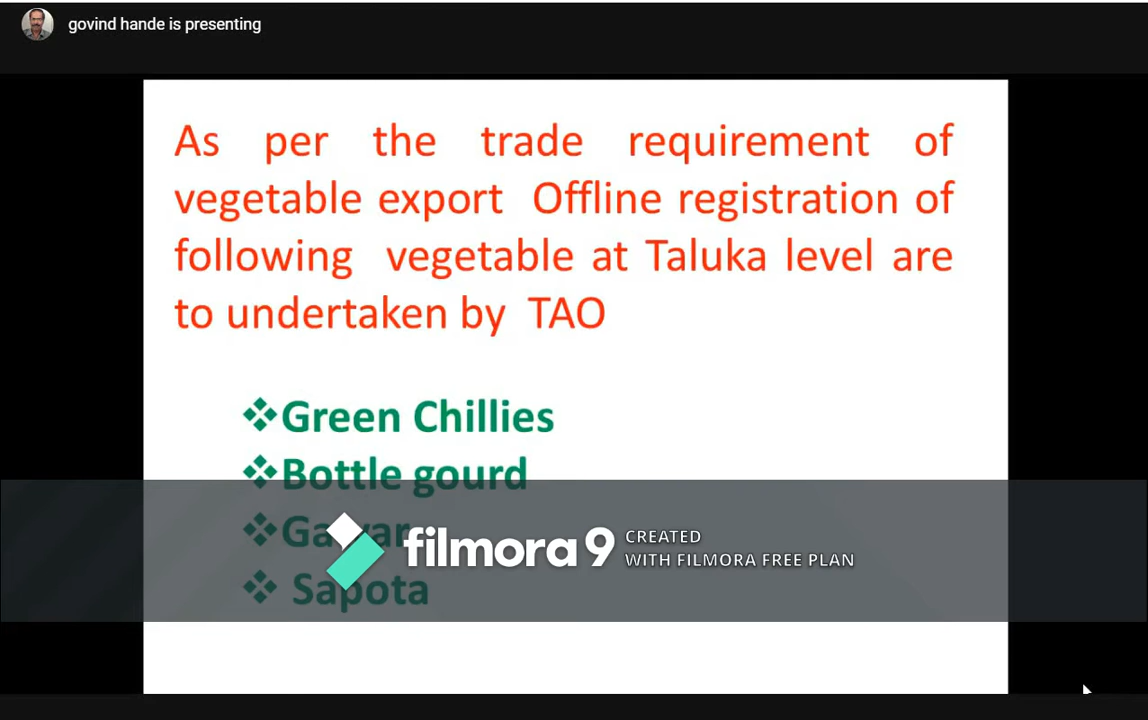 govind hande is presenting
As per the trade requirement of
vegetable export Offline registration of
following vegetable at Taluka level are
to undertaken by TAO
❖Green Chillies
❖Bottle gourd
❖Gavar
❖ Sapota
filmora 9 CREATED
WITH FILMORA FREE PLAN